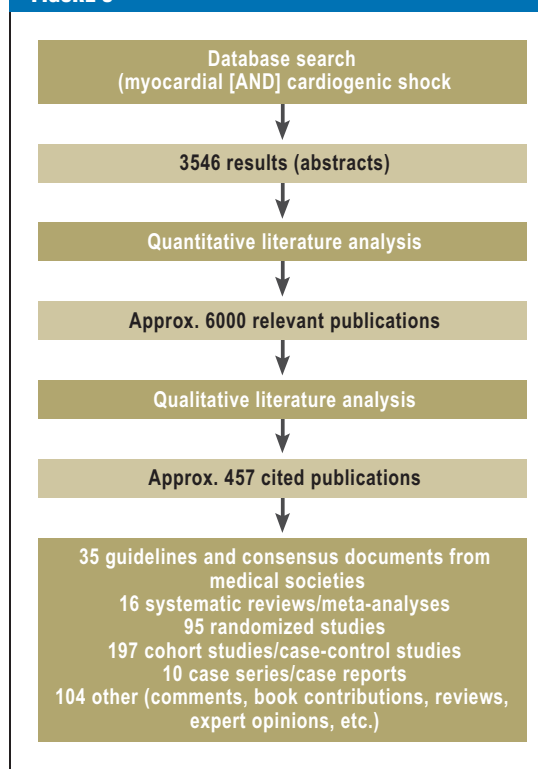 Database search
(myocardial [AND] cardiogenic shock
3546 results (abstracts)
Quantitative literature analysis
Approx. 6000 relevant publications
Qualitative literature analysis
Approx. 457 cited publications
35 guidelines and consensus documents from
medical societies
16 systematic reviews/meta-analyses
95 randomized studies
197 cohort studies/case-control studies
10 case series/case reports
104 other (comments, book contributions, reviews,
expert opinions, etc.)